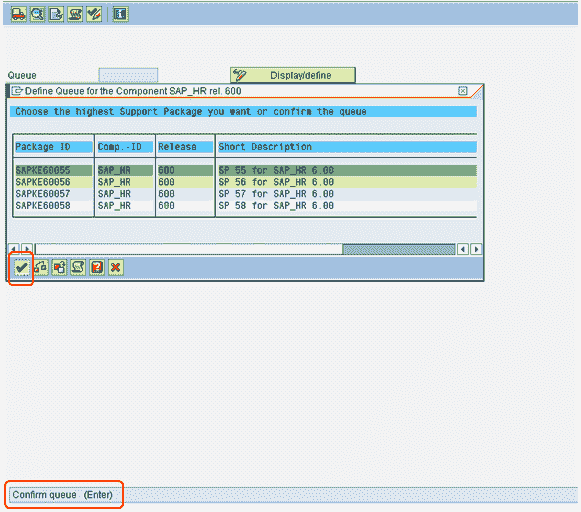 Queue Display/define
Define Queue for the Component SAP_HR rel. 600
Choose the highest Support Package you want or confirm the queue
Package ID Comp.-ID Release Short Description
SAPKE60055 SAP_HR 600 SP 55 for SAP_HR 6.00
SAPKE60056 SAP_HR 600 SP 56 for SAP_HR 6.00
SAPKE60057 SAP_HR 600 SP 57 for SAP_HR 6.00
SAPKE60058 SAP_HR 600 SP 58 for SAP_HR 6.00
Confirm queue (Enter)